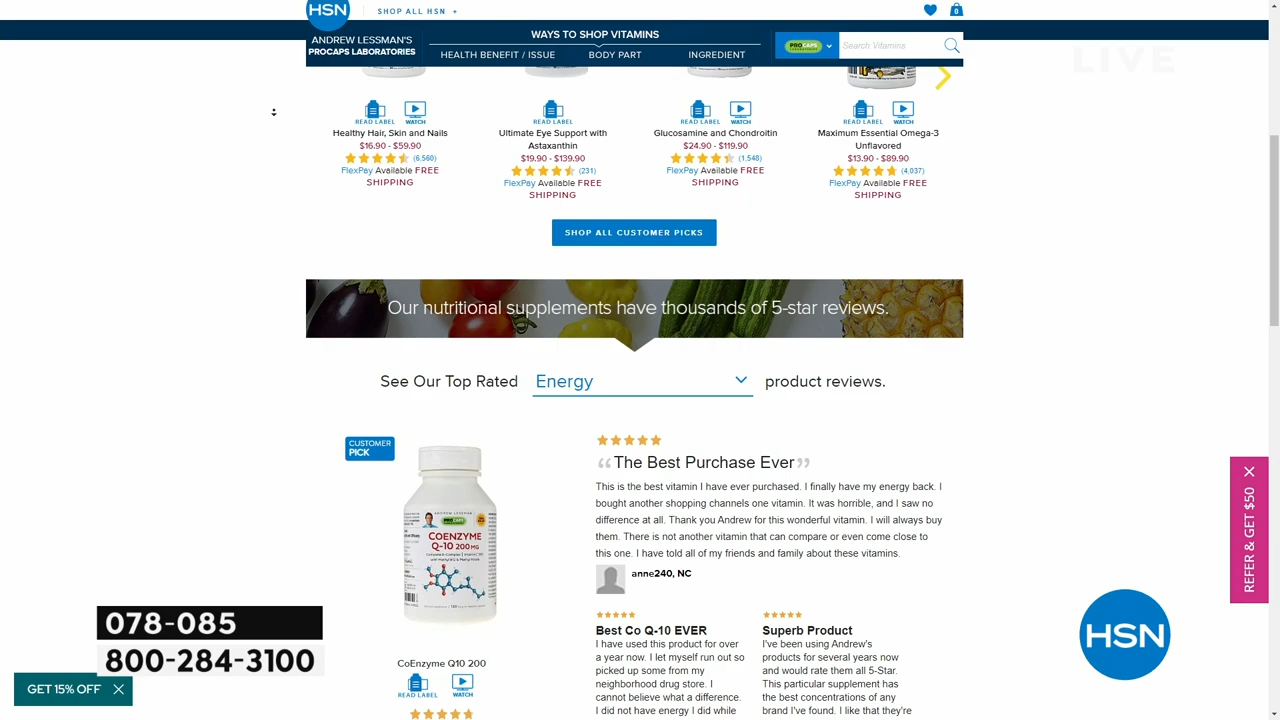 HSN
SHOP ALL HSN +
0
ANDREW LESSMAN'S
PROCAPS LABORATORIES
WAYS TO SHOP VITAMINS
HEALTH BENEFIT / ISSUE
BODY PART
INGREDIENT
PROCAPS
Search Vitamins
LIVE
READ LABEL
WATCH
READ LABEL
READ LABEL
WATCH
READ LABEL
WATCH
Healthy Hair, Skin and Nails
$16.90 - $59.90
(6,560)
FlexPay Available FREE
SHIPPING
Ultimate Eye Support with
Astaxanthin
$19.90 - $139.90
(231)
FlexPay Available FREE
SHIPPING
Glucosamine and Chondroitin
$24.90 - $119.90
(1,548)
FlexPay Available FREE
SHIPPING
Maximum Essential Omega-3
Unflavored
$13.90 - $89.90
(4,037)
FlexPay Available FREE
SHIPPING
SHOP ALL CUSTOMER PICKS
Our nutritional supplements have thousands of 5-star reviews.
See Our Top Rated Energy product reviews.
CUSTOMER
PICK
ANDREW LESSMAN
PROCAPS
COENZYME
Q-10 200 MG
CoEnzyme Q10 200
READ LABEL
WATCH
“The Best Purchase Ever”
This is the best vitamin I have ever purchased. I finally have my energy back. I
bought another shopping channels one vitamin. It was horrible, and I saw no
difference at all. Thank you Andrew for this wonderful vitamin. I will always buy
them. There is not another vitamin that can compare or even come close to
this one. I have told all of my friends and family about these vitamins.
anne240, NC
Best Co Q-10 EVER
I have used this product for over
a year now. I let myself run out so
picked up some from my
neighborhood drug store. I
cannot believe what a difference.
I did not have energy I did while
Superb Product
I've been using Andrew's
products for several years now
and would rate them all 5-Star.
This particular supplement has
the best concentrations of any
brand I've found. I like that they're
REFER & GET $50
078-085
800-284-3100
GET 15% OFF
HSN